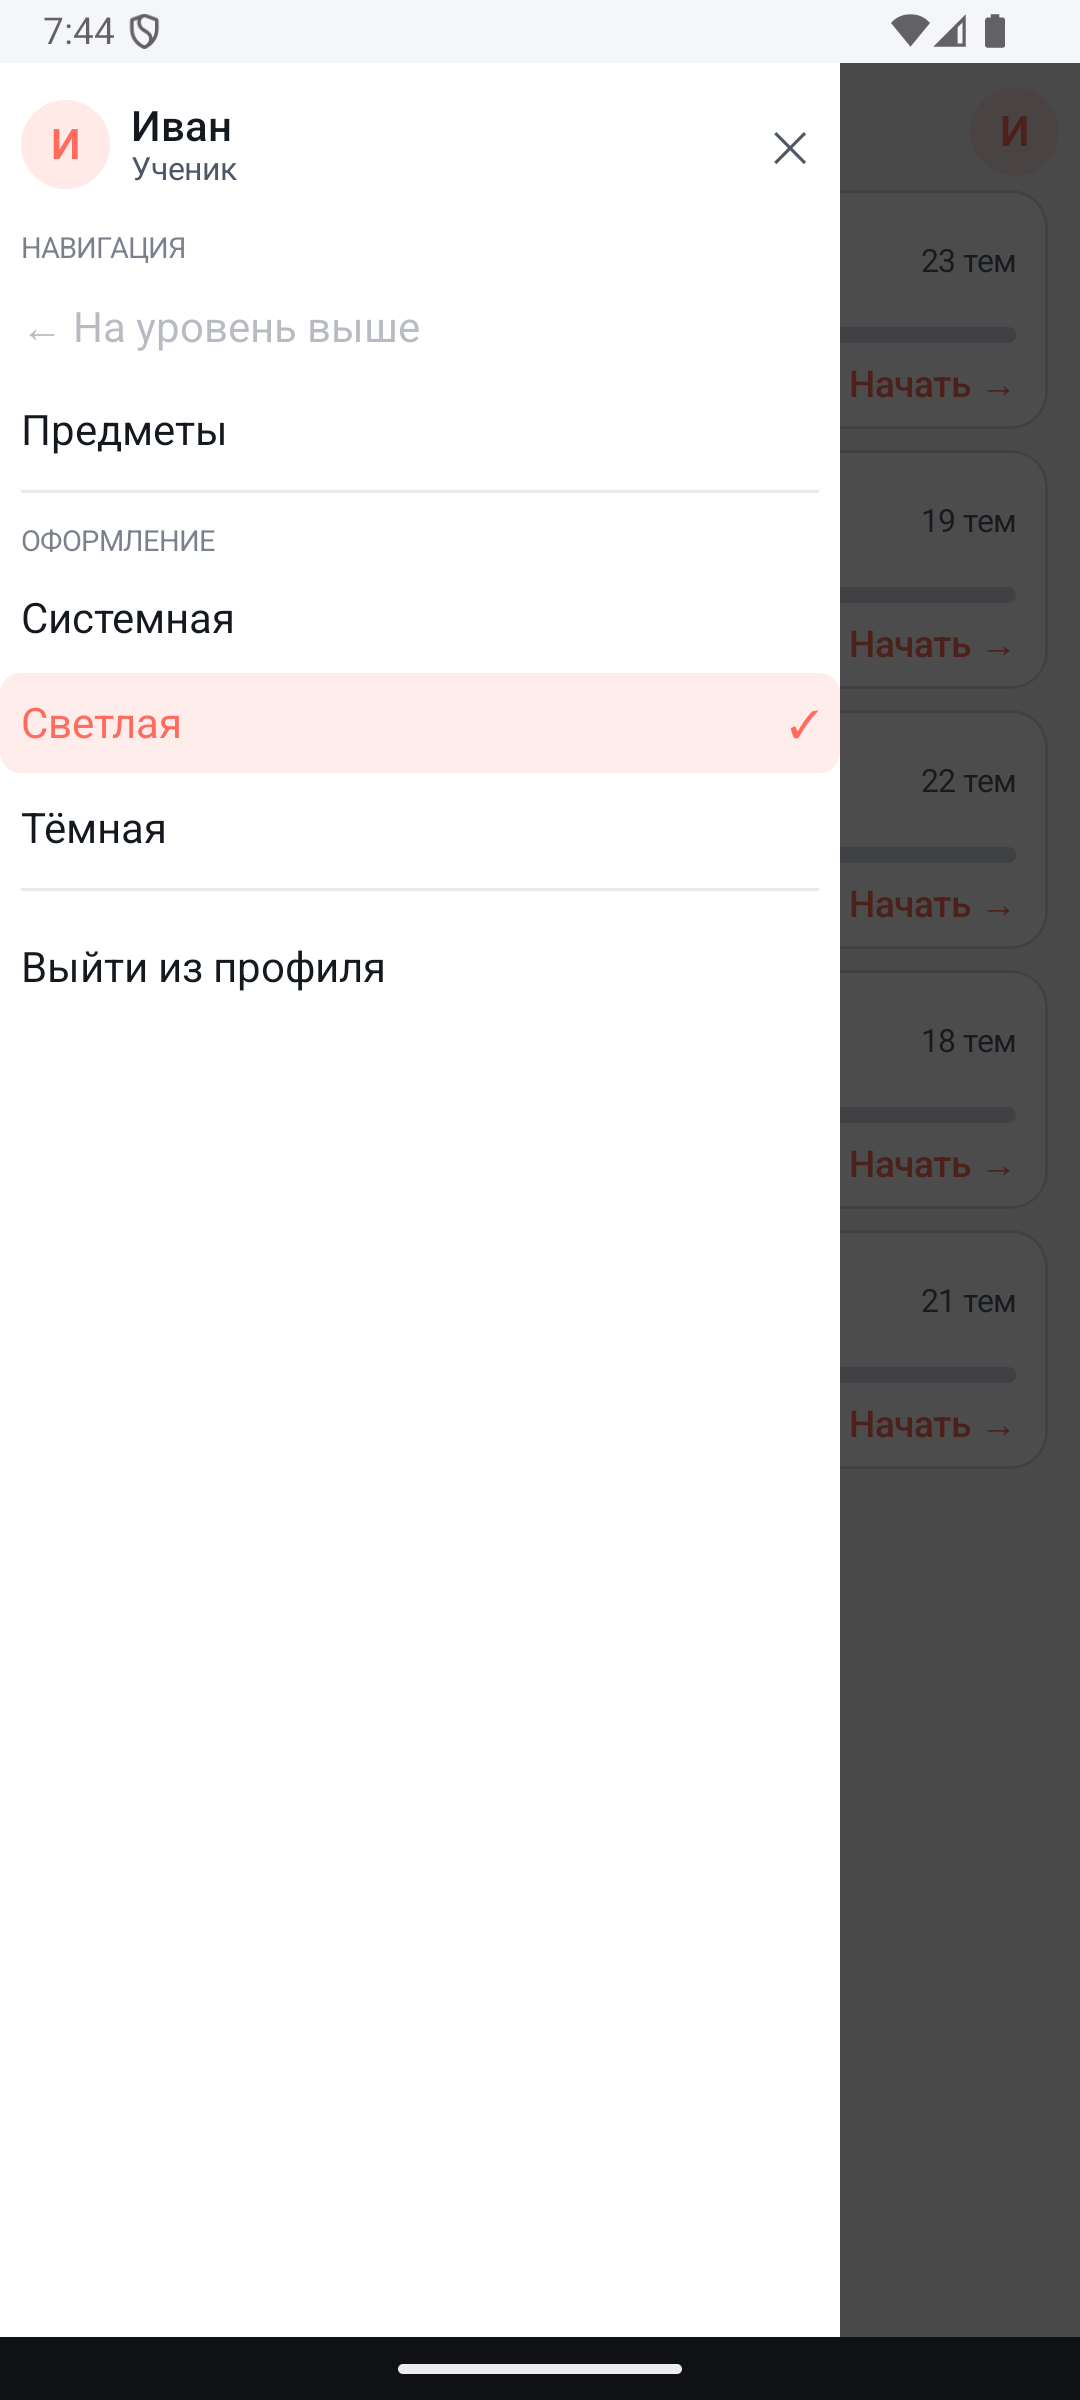 7:44
И
Иван
Ученик
И
НАВИГАЦИЯ
← На уровень выше
Предметы
ОФОРМЛЕНИЕ
Системная
Светлая ✓
Тёмная
Выйти из профиля
23 тем
Начать →
19 тем
Начать →
22 тем
Начать →
18 тем
Начать →
21 тем
Начать →